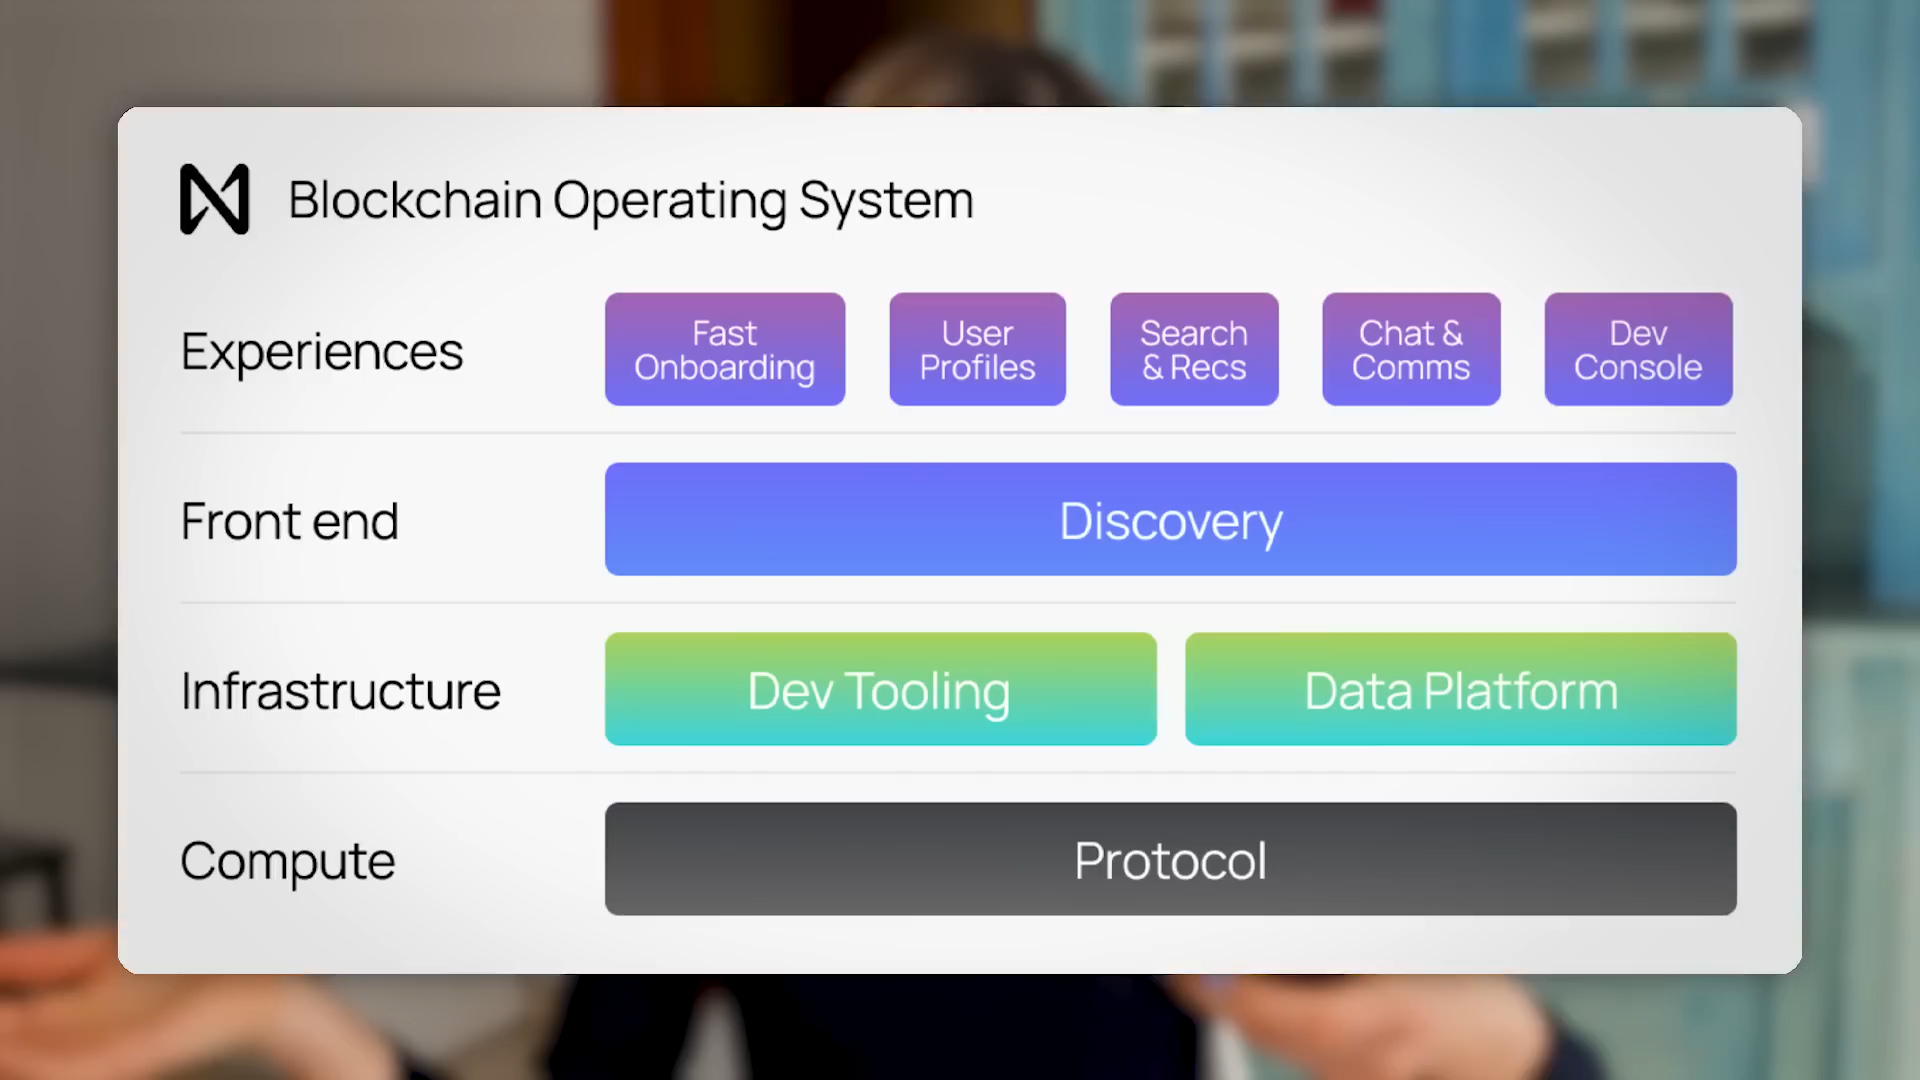 Blockchain Operating System
Experiences
Fast
Onboarding
User
Profiles
Search
& Recs
Chat &
Comms
Dev
Console
Front end
Discovery
Infrastructure
Dev Tooling
Data Platform
Compute
Protocol